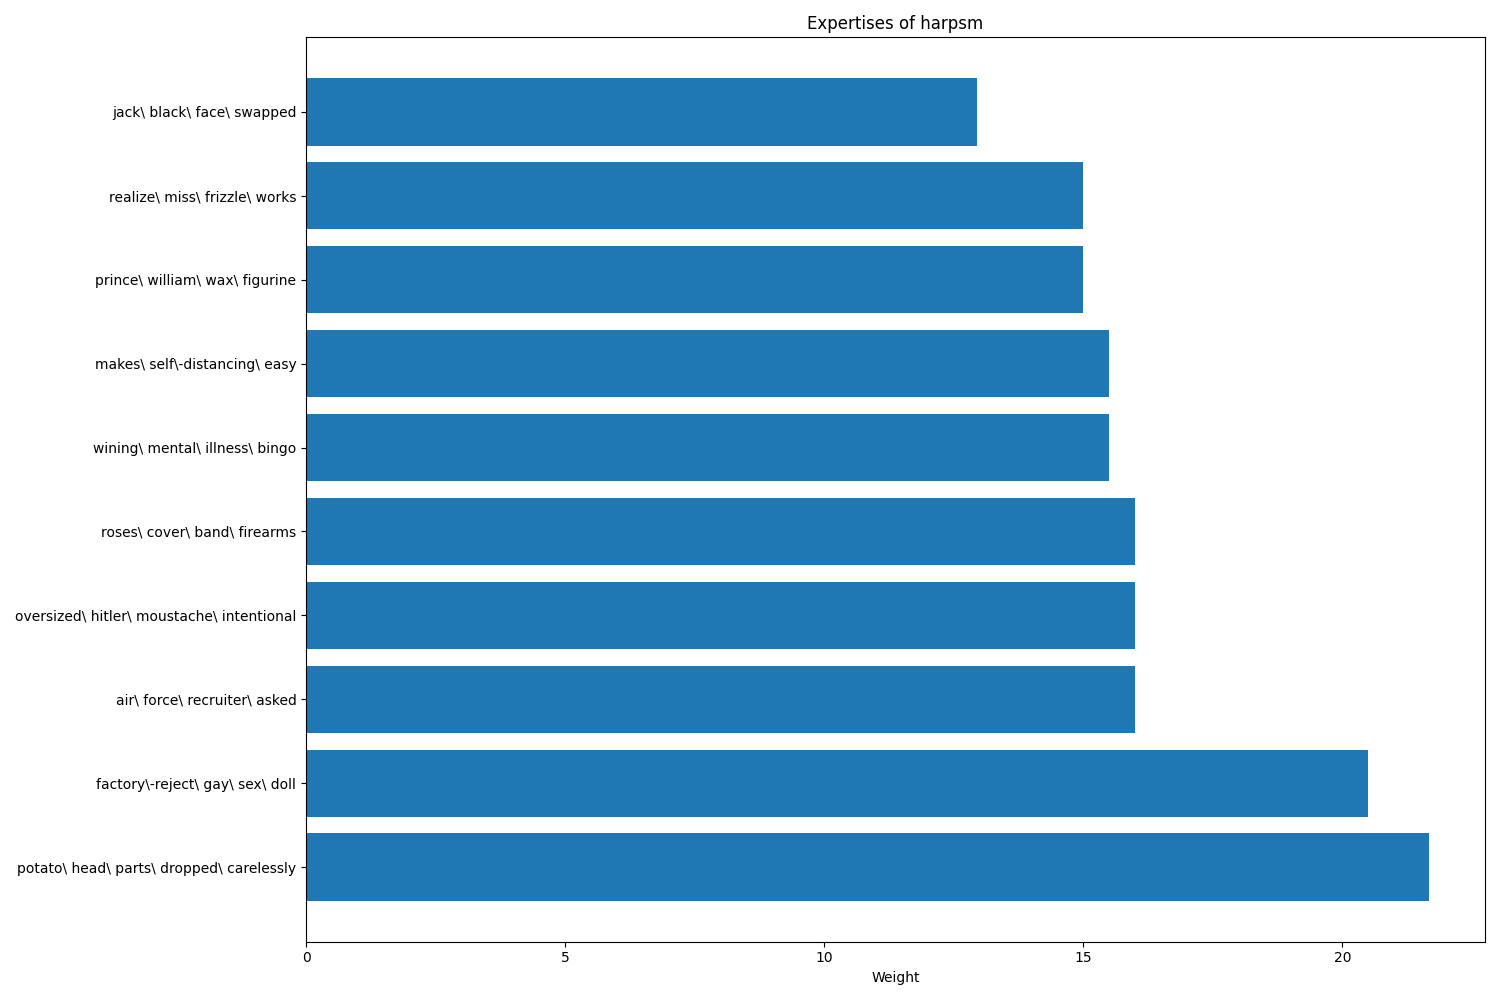 Expertises of harpsm
jack\ black\ face\ swapped
realize\ miss\ frizzle\ works
prince\ william\ wax\ figurine
makes\ self\-distancing\ easy
wining\ mental\ illness\ bingo
roses\ cover\ band\ firearms
oversized\ hitler\ moustache\ intentional
air\ force\ recruiter\ asked
factory\-reject\ gay\ sex\ doll
potato\ head\ parts\ dropped\ carelessly
0 5 10 15 20
Weight